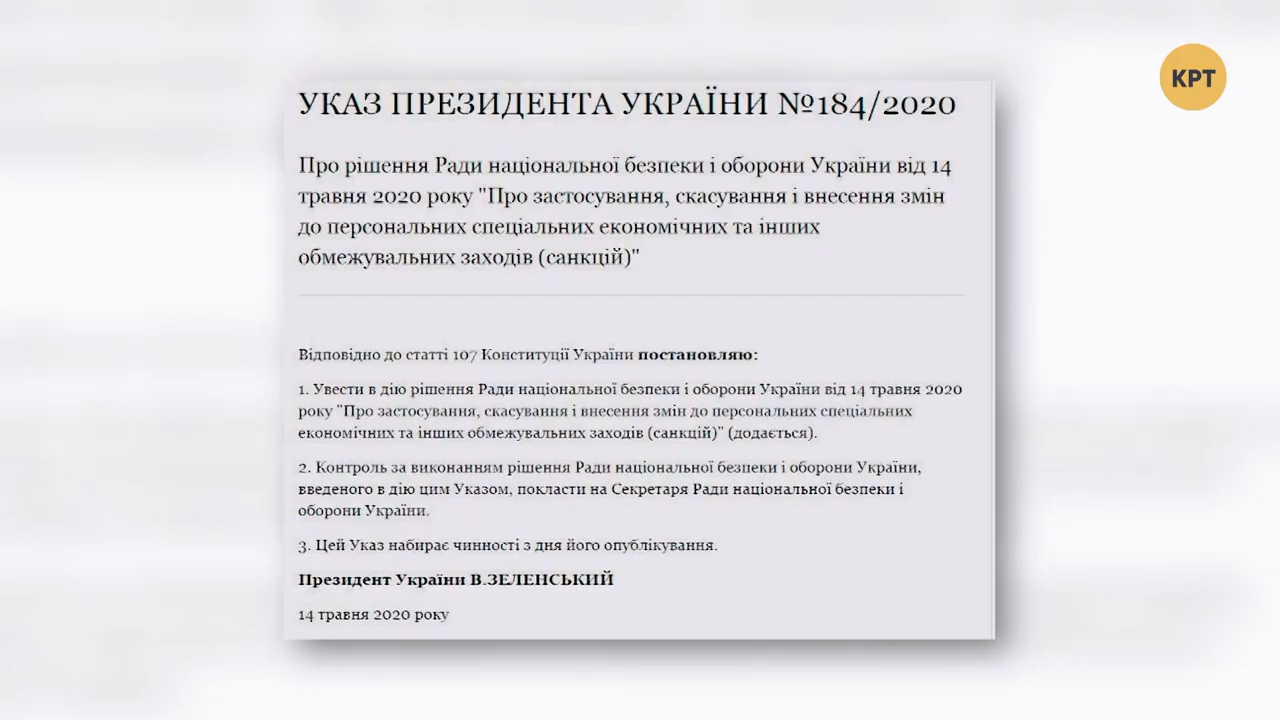 КРТ
УКАЗ ПРЕЗИДЕНТА УКРАЇНИ №184/2020
Про рішення Ради національної безпеки і оборони України від 14
травня 2020 року "Про застосування, скасування і внесення змін
до персональних спеціальних економічних та інших
обмежувальних заходів (санкцій)"
Відповідно до статті 107 Конституції України постановляю:
1. Увести в дію рішення Ради національної безпеки і оборони України від 14 травня 2020
року "Про застосування, скасування і внесення змін до персональних спеціальних
економічних та інших обмежувальних заходів (санкцій)" (додається).
2. Контроль за виконанням рішення Ради національної безпеки і оборони України,
введеного в дію цим Указом, покласти на Секретаря Ради національної безпеки і
оборони України.
3. Цей Указ набирає чинності з дня його опублікування.
Президент України В.ЗЕЛЕНСЬКИЙ
14 травня 2020 року